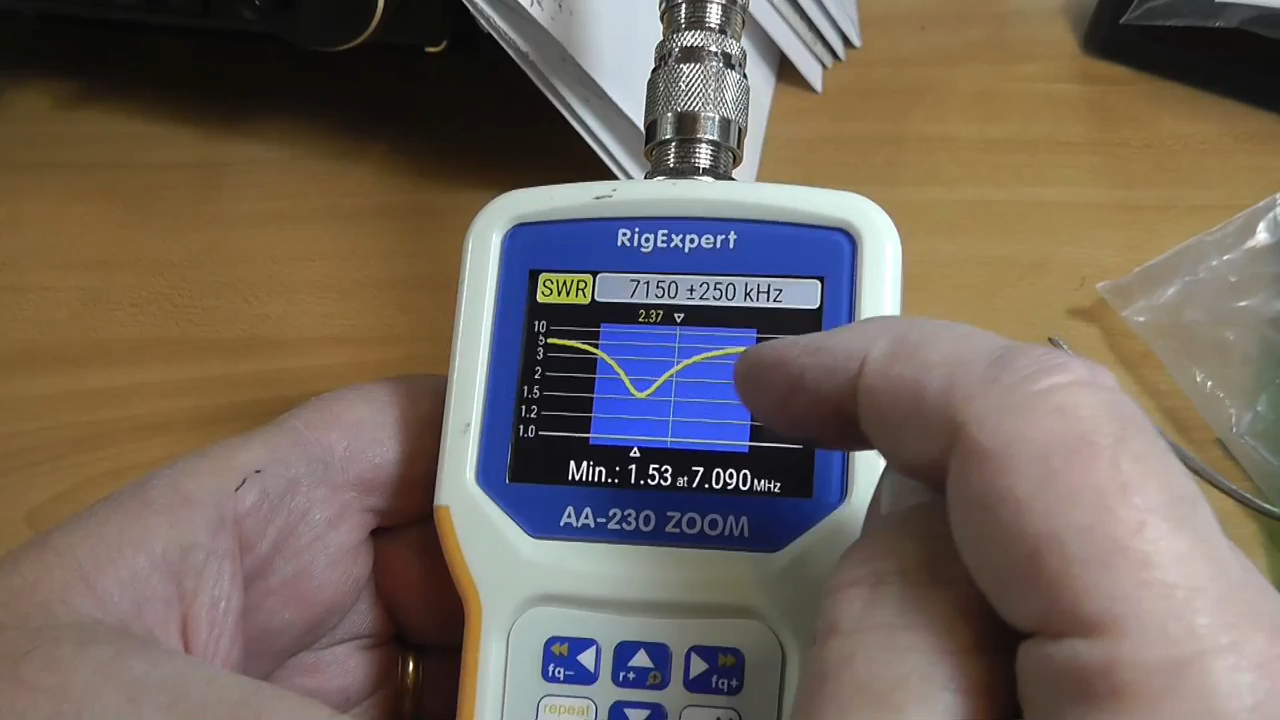 RigExpert
SWR 7150 ±250 kHz
2.37
10
5
3
2
1.5
1.2
1.0
Min.: 1.53 at 7.090 MHz
AA-230 ZOOM
fq- r+ fq+
repeat